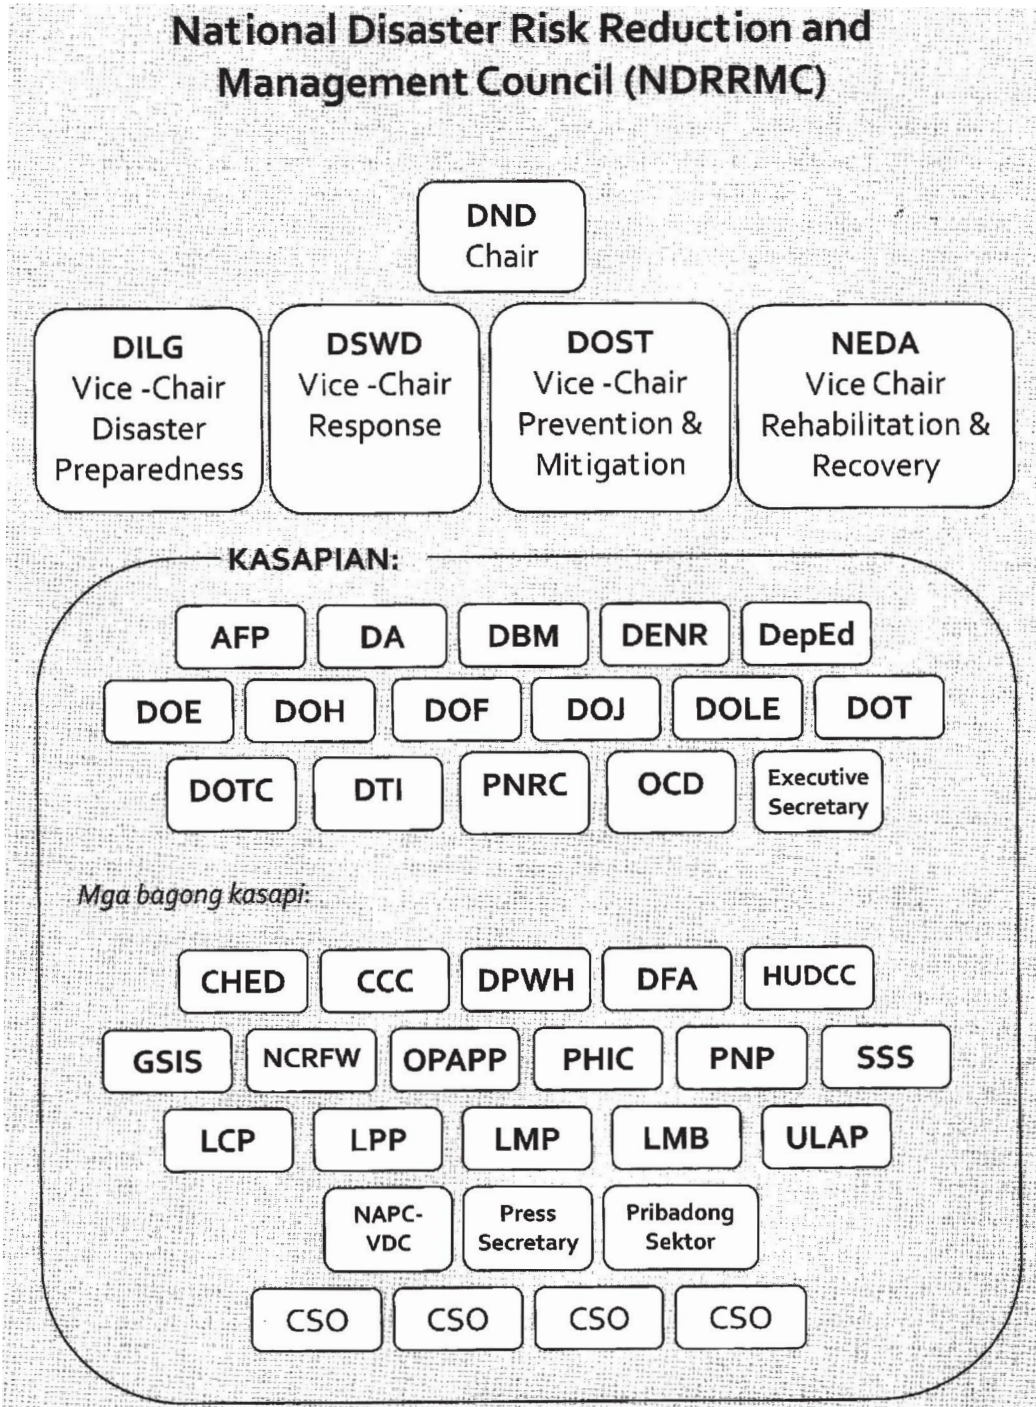 National Disaster Risk Reduction and
Management Council (NDRRMC)
DND
Chair
DILG
Vice -Chair
Disaster
Preparedness
DSWD
Vice -Chair
Response
DOST
Vice -Chair
Prevention &
Mitigation
NEDA
Vice Chair
Rehabilitation &
Recovery
KASAPIAN:
AFP DA DBM DENR DepEd
DOE DOH DOF DOJ DOLE DOT
DOTC DTI PNRC OCD Executive
Secretary
Mga bagong kasapi:
CHED CCC DPWH DFA HUDCC
GSIS NCRFW OPAPP PHIC PNP SSS
LCP LPP LMP LMB ULAP
NAPC-
VDC
Press
Secretary
Pribadong
Sektor
CSO CSO CSO CSO